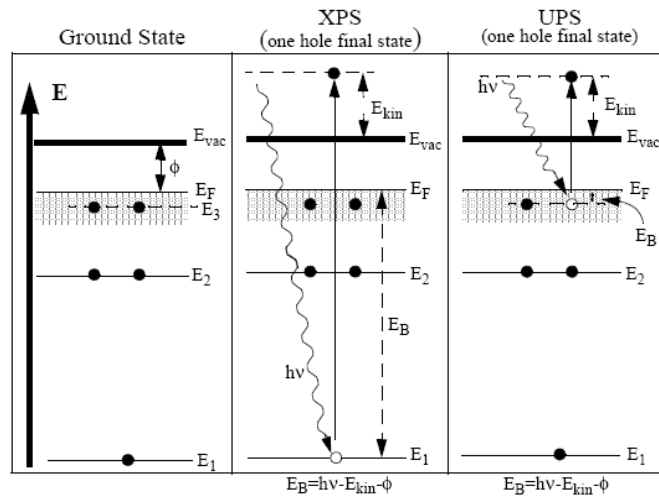 Ground State
XPS
(one hole final state)
UPS
(one hole final state)
E
E_vac
ϕ
E_F
E_3
E_2
E_1
E_kin
E_vac
E_F
E_2
E_B
hν
E_1
E_B=hν-E_kin-ϕ
hν
E_kin
E_vac
E_F
E_B
E_2
E_1
E_B=hν-E_kin-ϕ